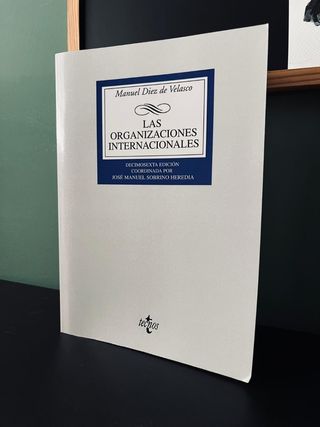 Manuel Diez de Velasco
LAS
ORGANIZACIONES
INTERNACIONALES
DECIMOSEXTA EDICIÓN
COORDINADA POR
JOSÉ MANUEL SOBRINO HEREDIA
tecnos